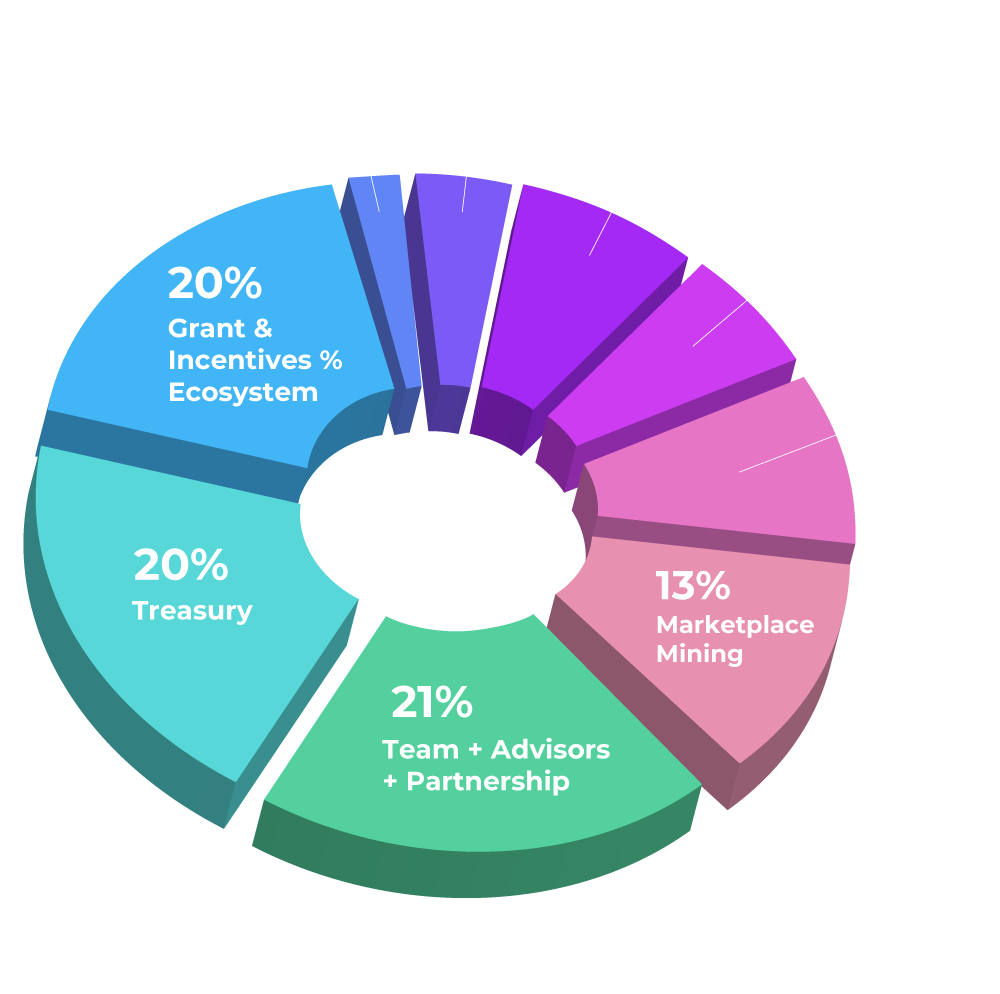 20%
Grant &
Incentives %
Ecosystem
20%
Treasury
13%
Marketplace
Mining
21%
Team + Advisors
+ Partnership